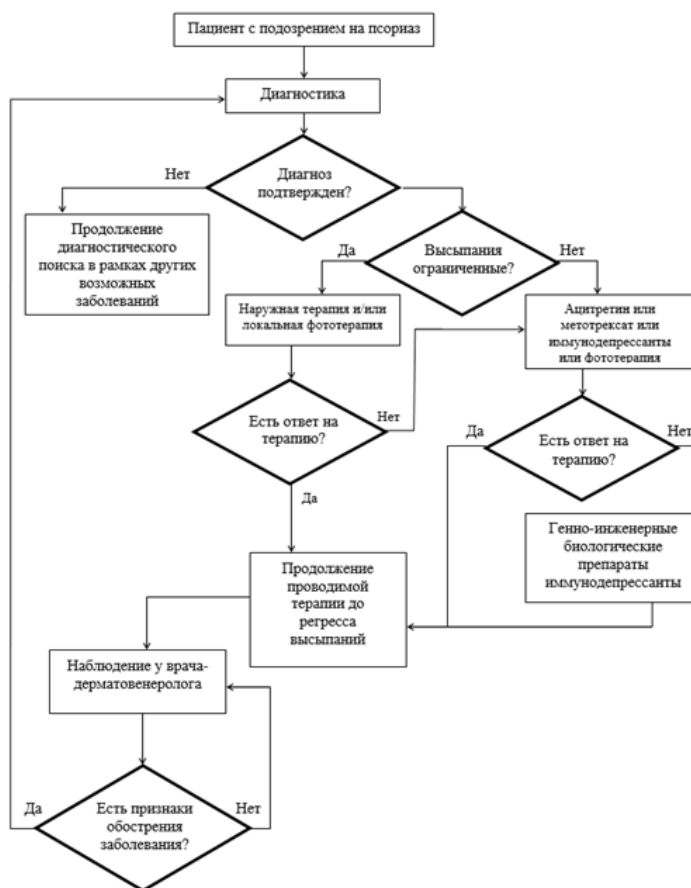 Пациент с подозрением на псориаз
Диагностика
Нет
Диагноз
подтвержден?
Продолжение
диагностического
поиска в рамках других
возможных
заболеваний
Да
Высыпания
ограниченные?
Нет
Наружная терапия и/или
локальная фототерапия
Ацитретин или
метотрексат или
иммунодепрессанты
или фототерапия
Есть ответ на
терапию?
Нет
Да
Да
Есть ответ на
терапию?
Нет
Генно-инженерные
биологические
препараты
иммунодепрессанты
Продолжение
проводимой
терапии до
регресса
высыпаний
Наблюдение у врача-
дерматовенеролога
Да
Есть признаки
обострения
заболевания?
Нет